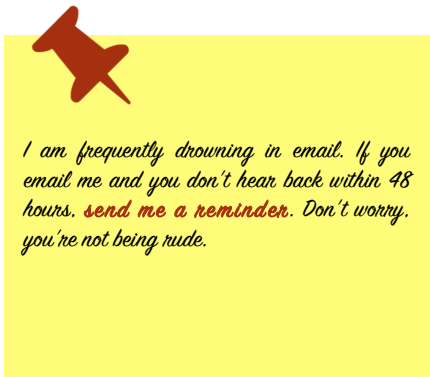 I am frequently drowning in email. If you
email me and you don't hear back within 48
hours, send me a reminder. Don't worry,
you're not being rude.